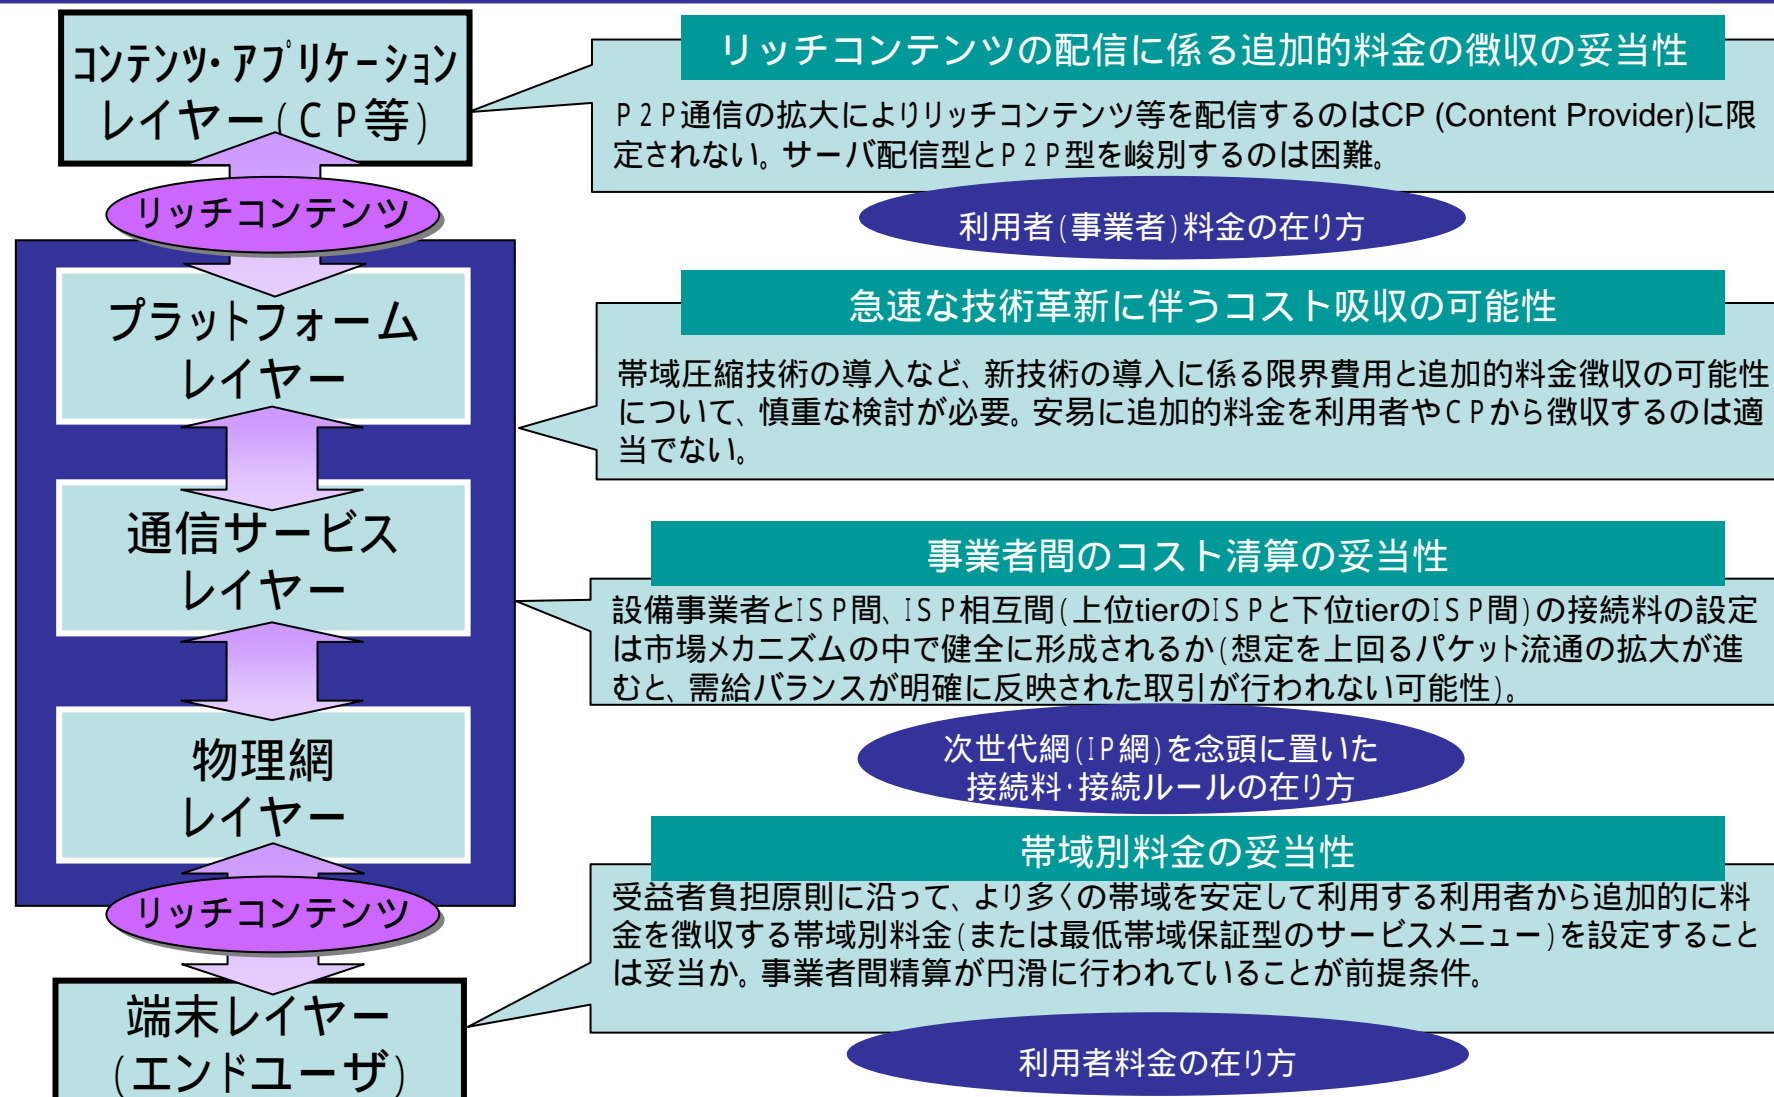 コンテンツ・アプリケーション
レイヤー(CP等)
リッチコンテンツ
プラットフォーム
レイヤー
通信サービス
レイヤー
物理網
レイヤー
リッチコンテンツ
端末レイヤー
(エンドユーザ)
リッチコンテンツの配信に係る追加的料金の徴収の妥当性
P2P通信の拡大によりリッチコンテンツ等を配信するのはCP (Content Provider)に限
定されない。サーバ配信型とP2P型を峻別するのは困難。
利用者(事業者)料金の在り方
急速な技術革新に伴うコスト吸収の可能性
帯域圧縮技術の導入など、新技術の導入に係る限界費用と追加的料金徴収の可能性
について、慎重な検討が必要。安易に追加的料金を利用者やCPから徴収するのは適
当でない。
事業者間のコスト清算の妥当性
設備事業者とISP間、ISP相互間(上位tierのISPと下位tierのISP間)の接続料の設定
は市場メカニズムの中で健全に形成されるか(想定を上回るパケット流通の拡大が進
むと、需給バランスが明確に反映された取引が行われない可能性)。
次世代網(IP網)を念頭に置いた
接続料・接続ルールの在り方
帯域別料金の妥当性
受益者負担原則に沿って、より多くの帯域を安定して利用する利用者から追加的に料
金を徴収する帯域別料金(または最低帯域保証型のサービスメニュー)を設定すること
は妥当か。事業者間精算が円滑に行われていることが前提条件。
利用者料金の在り方